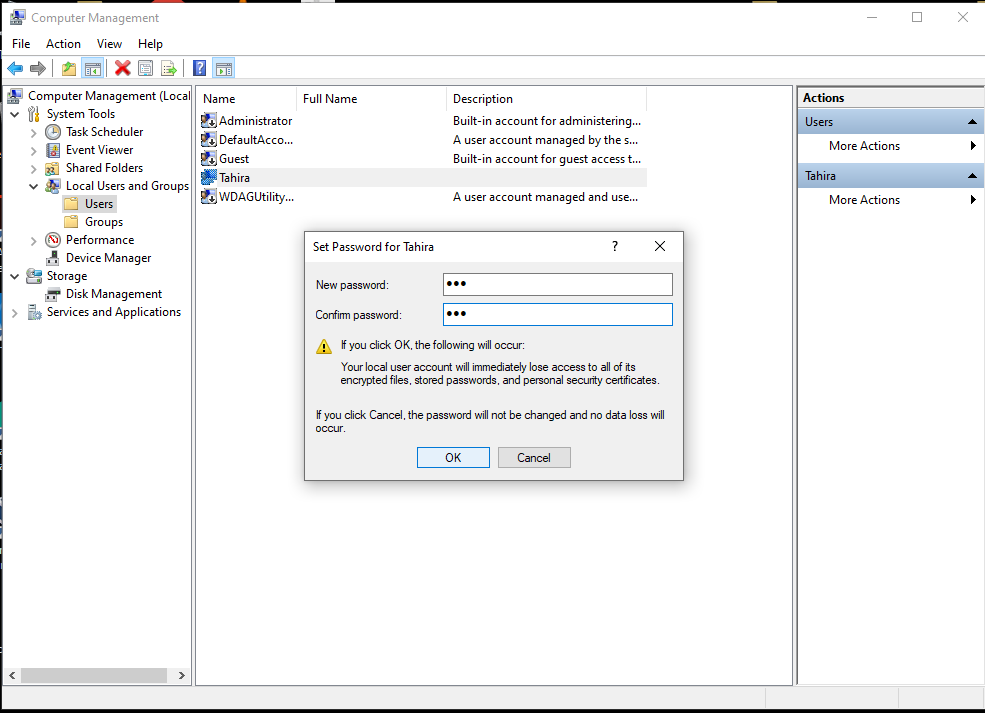 Computer Management
File Action View Help
Computer Management (Local
System Tools
Task Scheduler
Event Viewer
Shared Folders
Local Users and Groups
Users
Groups
Performance
Device Manager
Storage
Disk Management
Services and Applications
Name Full Name Description
Administrator Built-in account for administering...
DefaultAcco... A user account managed by the s...
Guest Built-in account for guest access t...
Tahira
WDAGUtility... A user account managed and use...
Actions
Users
More Actions
Tahira
More Actions
Set Password for Tahira
New password:
Confirm password:
If you click OK, the following will occur:
Your local user account will immediately lose access to all of its
encrypted files, stored passwords, and personal security certificates.
If you click Cancel, the password will not be changed and no data loss will
occur.
OK Cancel